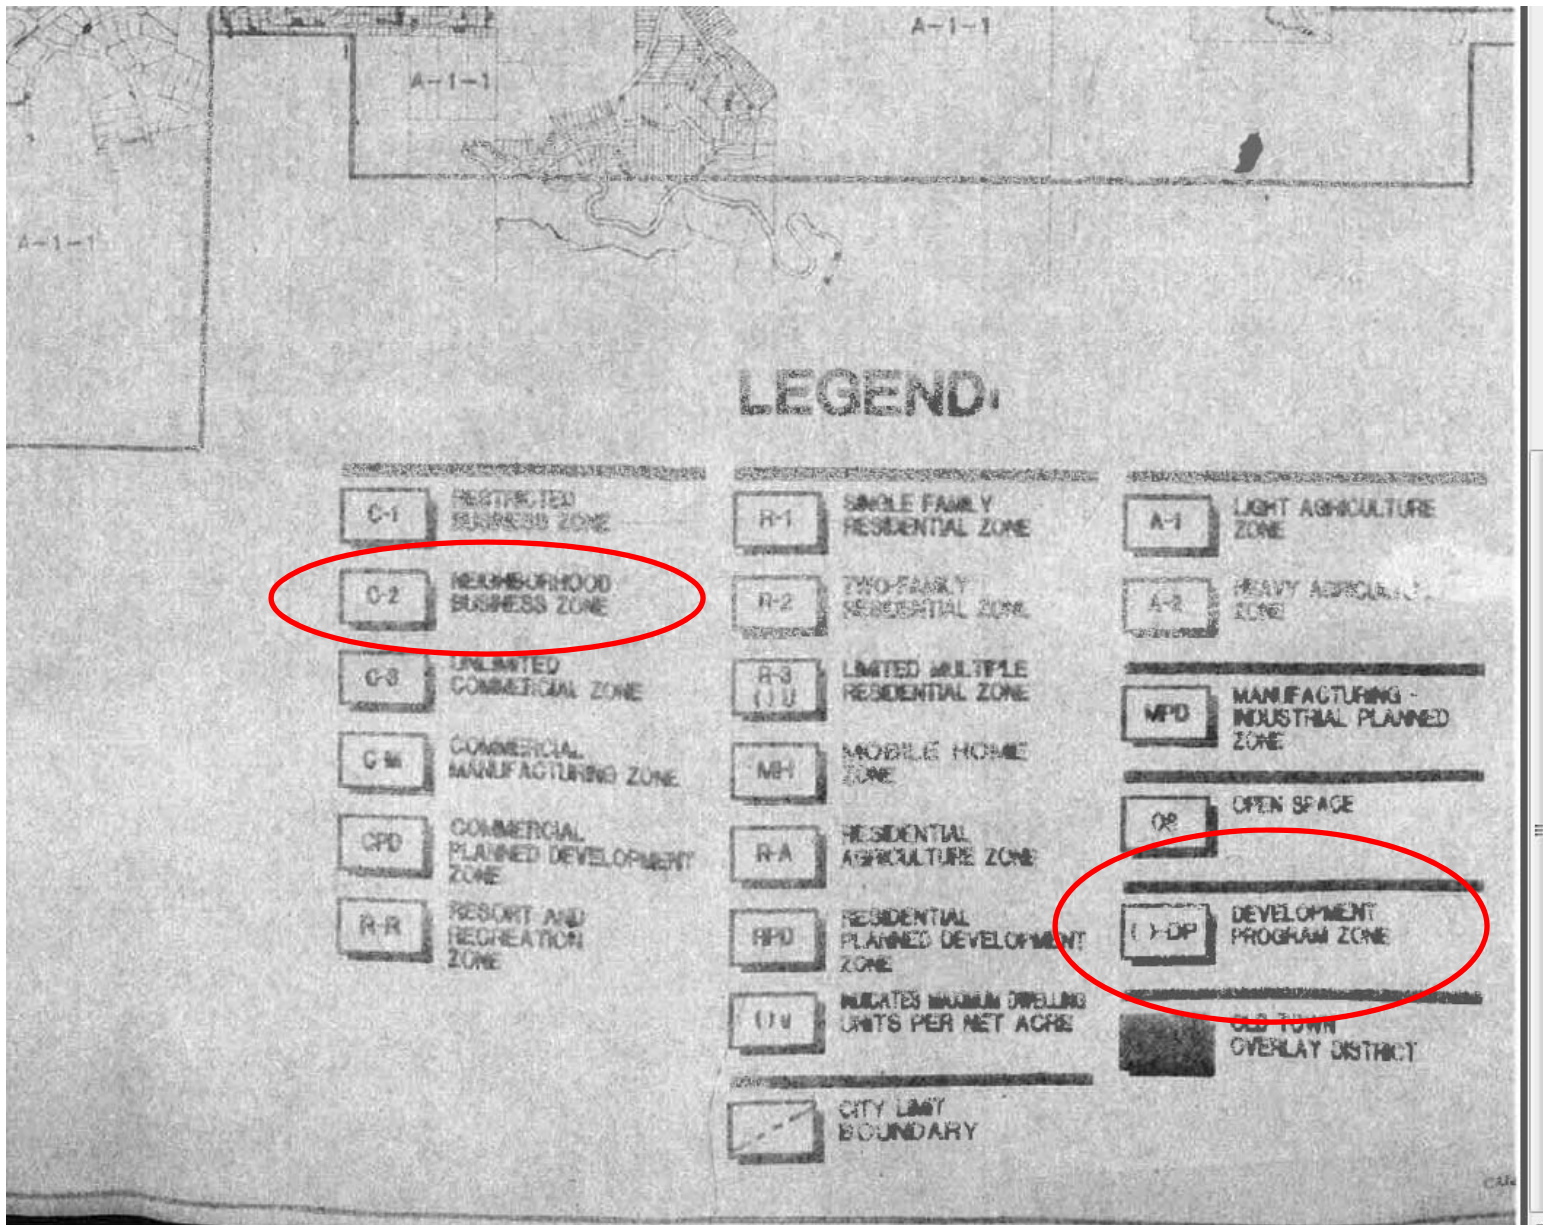 A-1-1
A-1-1
A-1-1
LEGEND
C-1
RESTRICTED
BUSINESS ZONE
C-2
NEIGHBORHOOD
BUSINESS ZONE
C-3
UNLIMITED
COMMERCIAL ZONE
C-M
COMMERCIAL
MANUFACTURING ZONE
CPD
COMMERCIAL
PLANNED DEVELOPMENT
ZONE
R-R
RESORT AND
RECREATION
ZONE
R-1
SINGLE FAMILY
RESIDENTIAL ZONE
R-2
TWO-FAMILY
RESIDENTIAL ZONE
R-3
( ) U
LIMITED MULTIPLE
RESIDENTIAL ZONE
MH
MOBILE HOME
ZONE
R-A
RESIDENTIAL
AGRICULTURE ZONE
RPD
RESIDENTIAL
PLANNED DEVELOPMENT
ZONE
( ) U
INDICATES MAXIMUM DWELLING
UNITS PER NET ACRE
CITY LIMIT
BOUNDARY
A-1
LIGHT AGRICULTURE
ZONE
A-2
HEAVY AGRICULTURE
ZONE
MPD
MANUFACTURING -
INDUSTRIAL PLANNED
ZONE
OS
OPEN SPACE
( )-DP
DEVELOPMENT
PROGRAM ZONE
OLD TOWN
OVERLAY DISTRICT